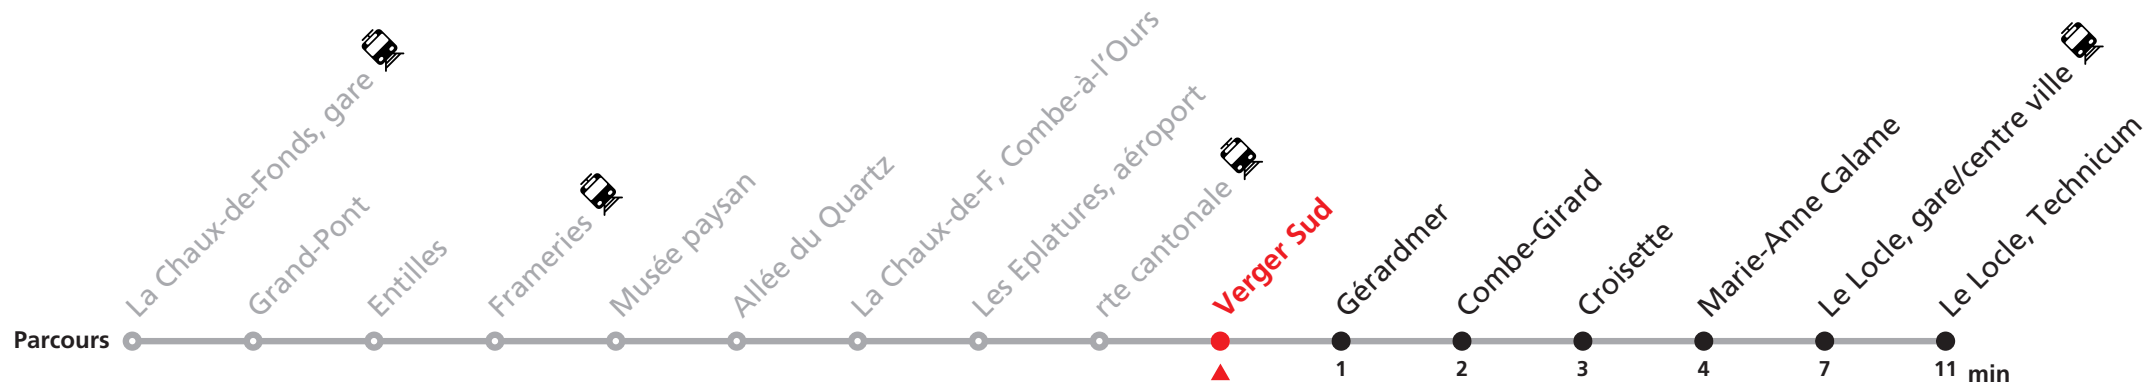 La Chaux-de-Fonds, gare
Grand-Pont
Entilles
Frameries
Musée paysan
Allée du Quartz
La Chaux-de-F, Combe-à-l'Ours
Les Eplatures, aéroport
rte cantonale
Verger Sud
Gérardmer
Combe-Girard
Croisette
Marie-Anne Calame
Le Locle, gare/centre ville
Le Locle, Technicum
Parcours
1 2 3 4 7 11 min